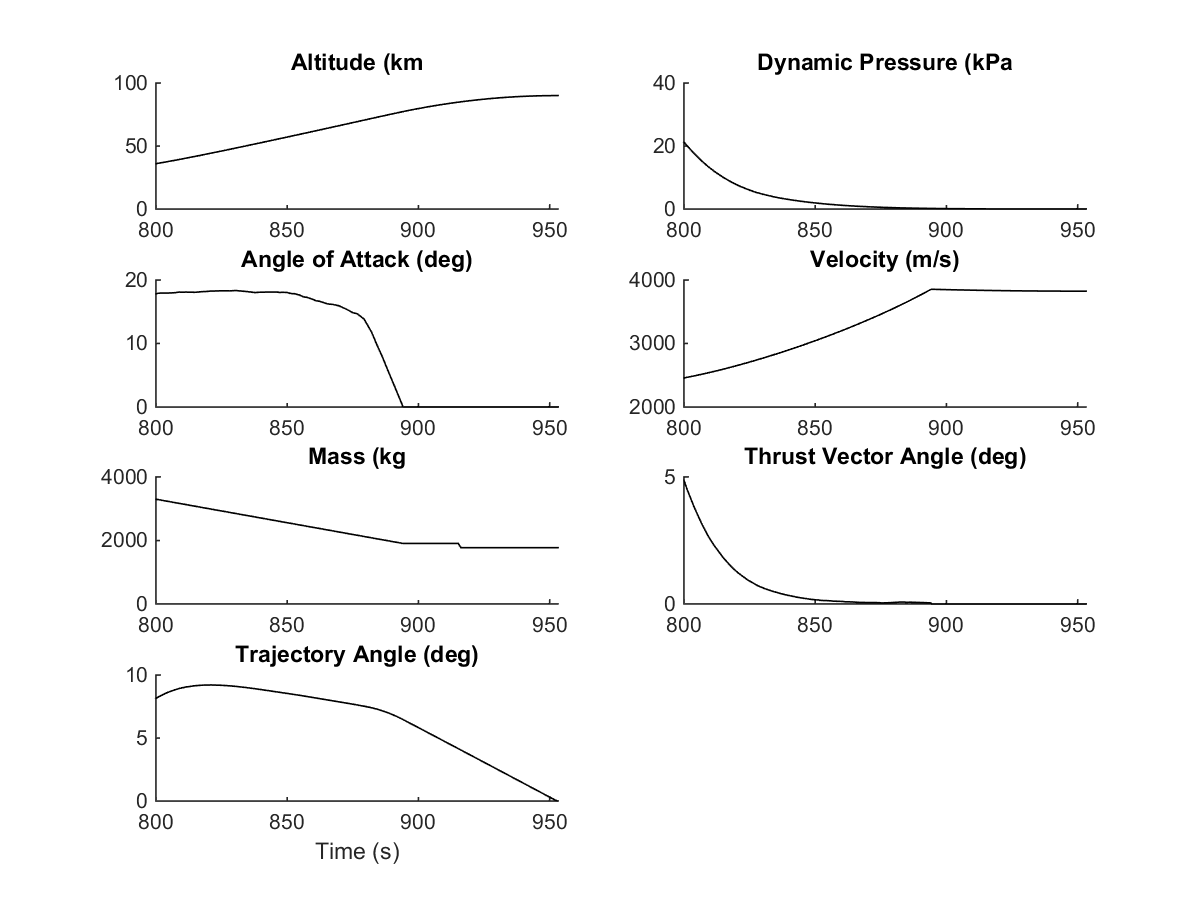 Altitude (km
100
50
0
800 850 900 950
Dynamic Pressure (kPa
40
20
0
800 850 900 950
Angle of Attack (deg)
20
10
0
800 850 900 950
Velocity (m/s)
4000
3000
2000
800 850 900 950
Mass (kg
4000
2000
0
800 850 900 950
Thrust Vector Angle (deg)
5
0
800 850 900 950
Trajectory Angle (deg)
10
5
0
800 850 900 950
Time (s)